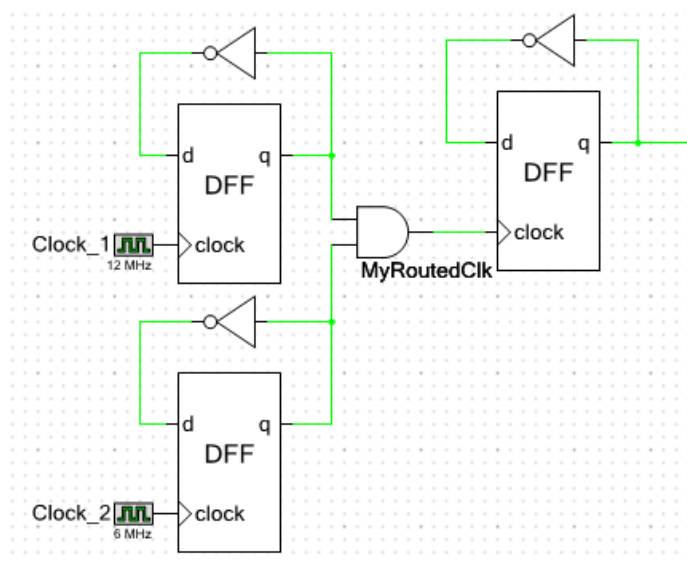 d q
DFF
Clock_1 clock
12 MHz
d q
DFF
clock
MyRoutedClk
d q
DFF
Clock_2 clock
6 MHz